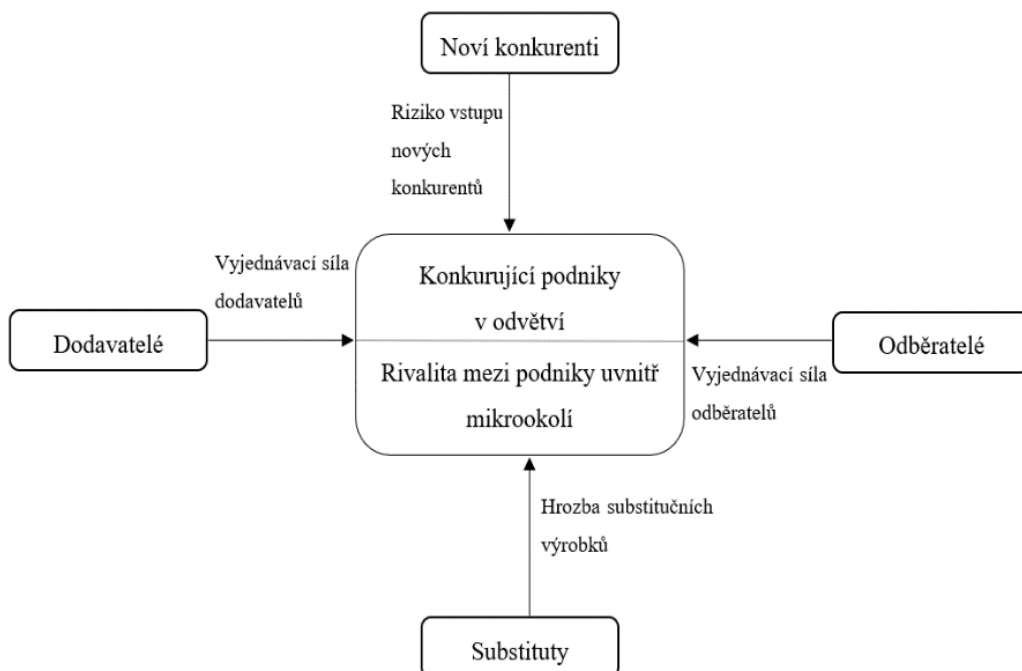 Noví konkurenti
Riziko vstupu
nových
konkurentů
Vyjednávací síla
dodavatelů
Konkurující podniky
v odvětví
Dodavatelé
Odběratelé
Rivalita mezi podniky uvnitř
mikrookolí
Vyjednávací síla
odběratelů
Hrozba substitučních
výrobků
Substituty